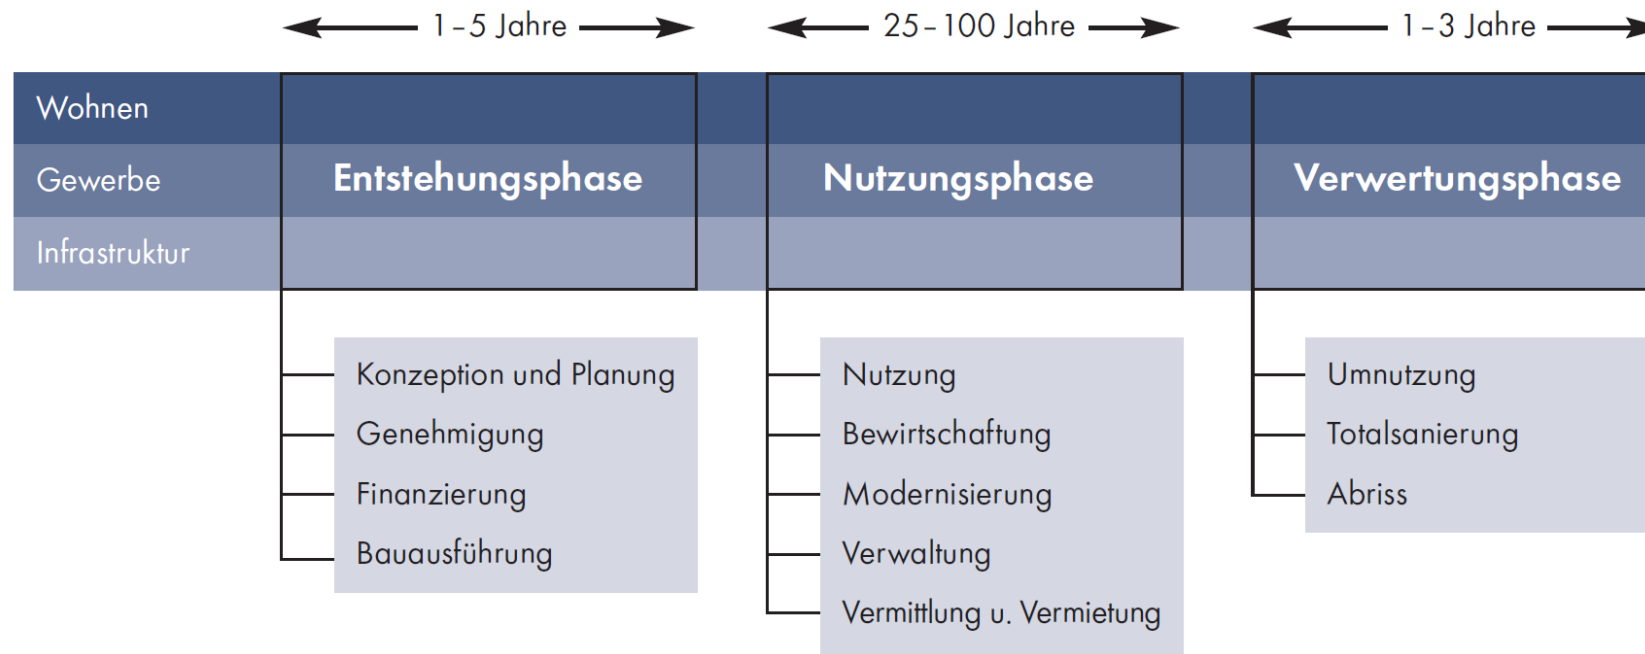 1–5 Jahre
25–100 Jahre
1–3 Jahre
Wohnen
Gewerbe
Infrastruktur
Entstehungsphase
Nutzungsphase
Verwertungsphase
Konzeption und Planung
Genehmigung
Finanzierung
Bauausführung
Nutzung
Bewirtschaftung
Modernisierung
Verwaltung
Vermittlung u. Vermietung
Umnutzung
Totalsanierung
Abriss